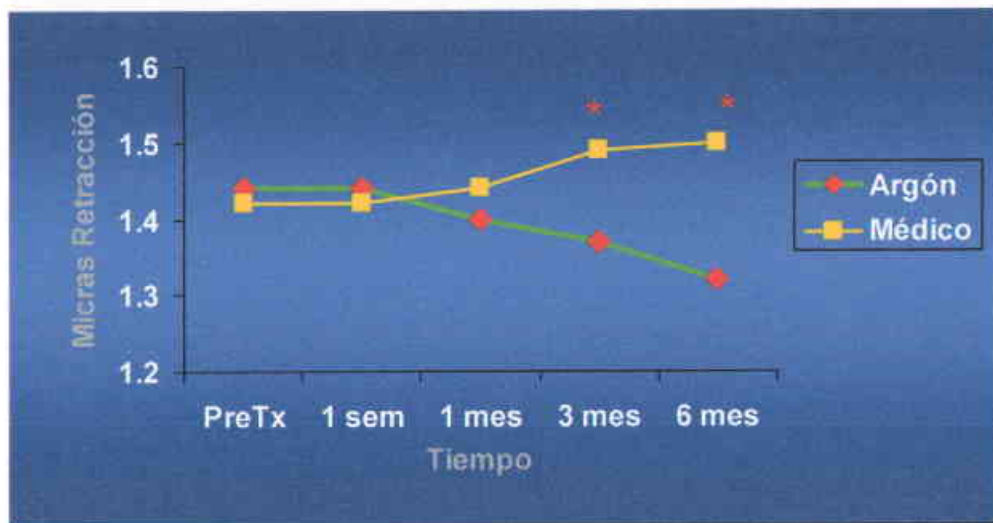 Micras Retracción
1.6
1.5
1.4
1.3
1.2
* *
PreTx 1 sem 1 mes 3 mes 6 mes
Tiempo
Argón
Médico